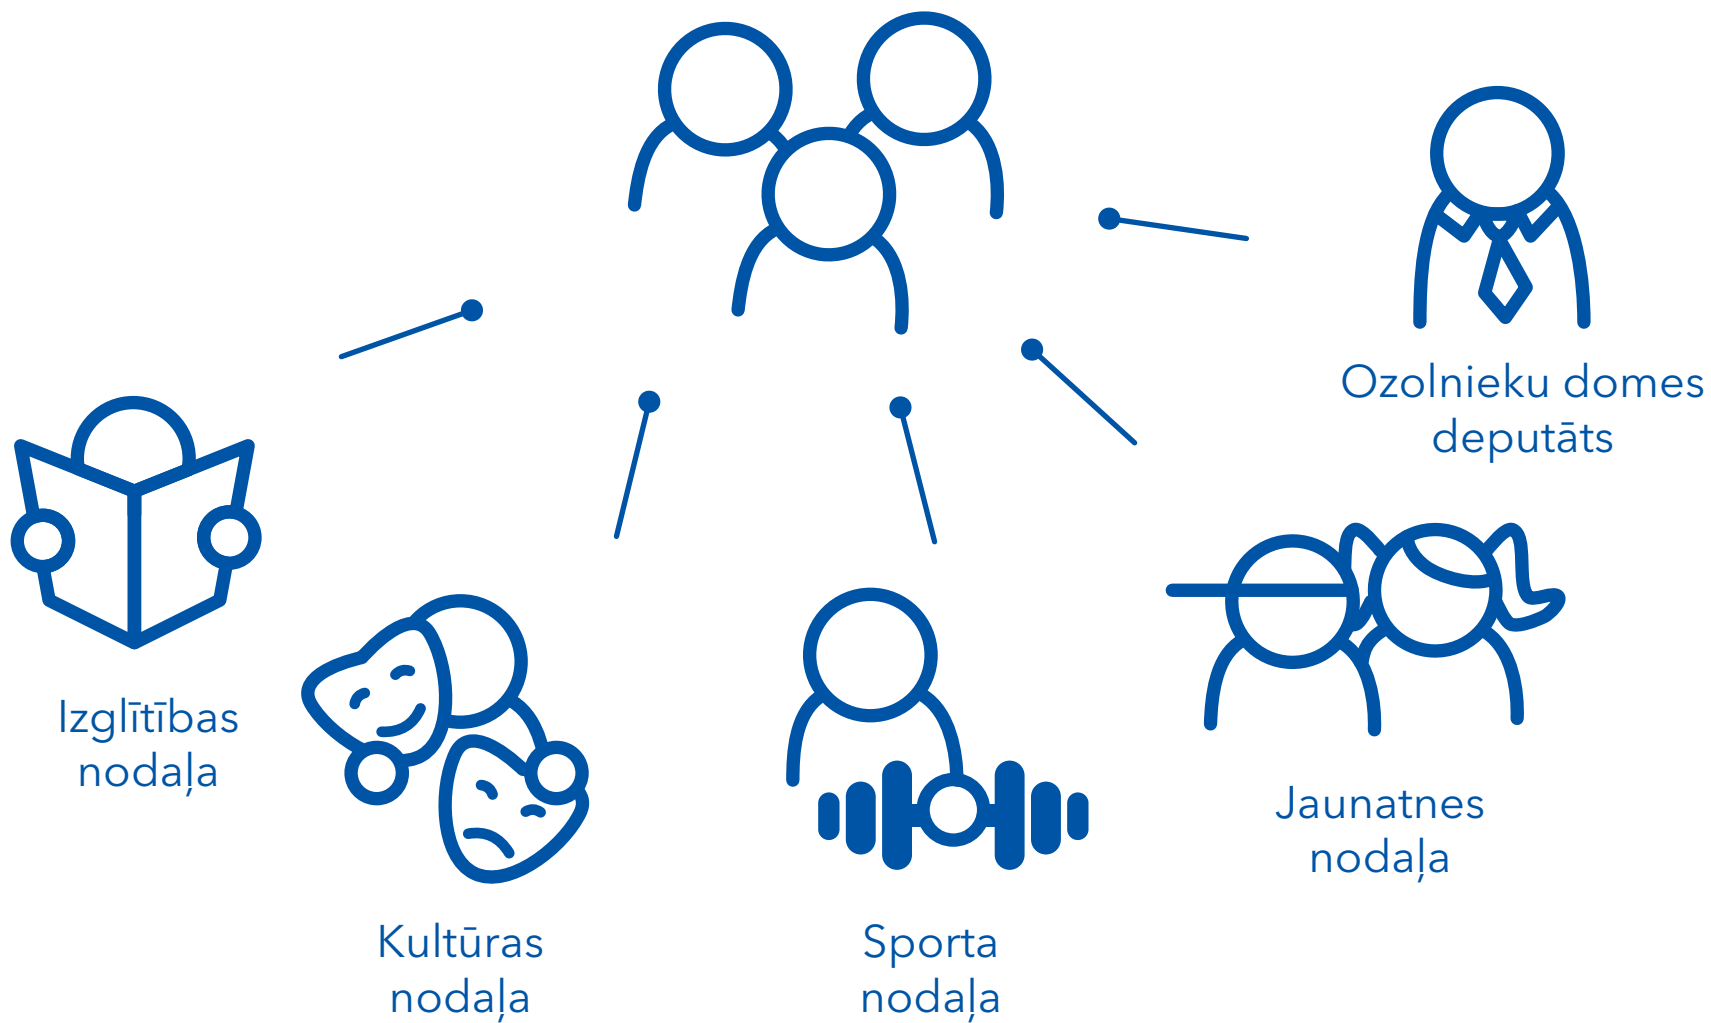 Ozolnieku domes
deputāts
Izglītības
nodaļa
Jaunatnes
nodaļa
Kultūras
nodaļa
Sporta
nodaļa